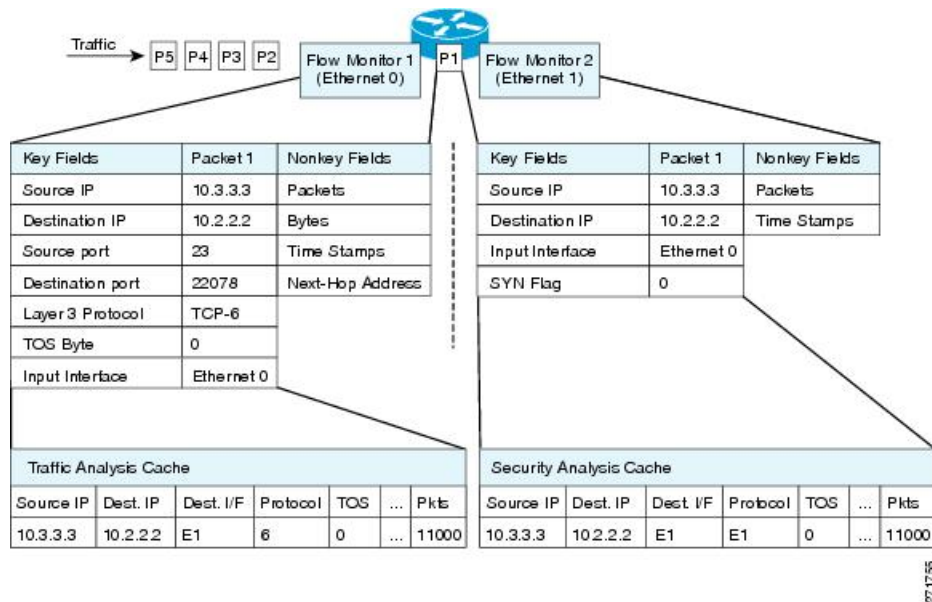 Traffic
P5 P4 P3 P2
Flow Monitor 1
(Ethernet 0)
P1
Flow Monitor 2
(Ethernet 1)
Key Fields Packet 1 Nonkey Fields
Source IP 10.3.3.3 Packets
Destination IP 10.2.2.2 Bytes
Source port 23 Time Stamps
Destination port 22078 Next-Hop Address
Layer 3 Protocol TCP-6
TOS Byte 0
Input Interface Ethernet 0
Key Fields Packet 1 Nonkey Fields
Source IP 10.3.3.3 Packets
Destination IP 10.2.2.2 Time Stamps
Input Interface Ethernet 0
SYN Flag 0
Traffic Analysis Cache
Source IP Dest. IP Dest. I/F Protocol TOS ... Pkts
10.3.3.3 10.2.2.2 E1 6 0 ... 11000
Security Analysis Cache
Source IP Dest. IP Dest. I/F Protocol TOS ... Pkts
10.3.3.3 10.2.2.2 E1 E1 0 ... 11000
271755